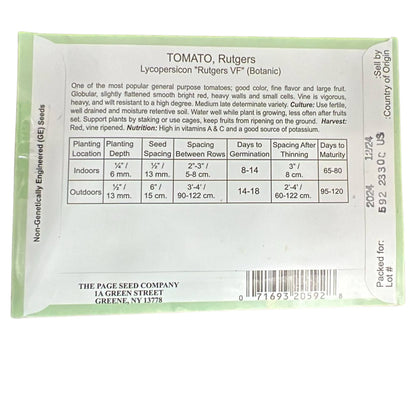 TOMATO, Rutgers
Lycopersicon "Rutgers VF" (Botanic)
One of the most popular general purpose tomatoes; good color, fine flavor and large fruit.
Globular, slightly flattened smooth bright red, heavy walls and small cells. Vine is vigorous,
heavy, and wilt resistant to a high degree. Medium late determinate variety. Culture: Use fertile,
well drained and moisture retentive soil. Water well while plant is growing, less often after fruits
set. Support plants by staking or use cages, keep fruits from ripening on the ground. Harvest:
Red, vine ripened. Nutrition: High in vitamins A & C and a good source of potassium.
Planting Location Planting Depth Seed Spacing Spacing Between Rows Days to Germination Spacing After Thinning Days to Maturity
Indoors ¼" / 6 mm. ½" / 13 mm. 2"-3" / 5-8 cm. 8-14 3" / 8 cm. 65-80
Outdoors ½" / 13 mm. 6" / 15 cm. 3'-4' / 90-122 cm. 14-18 2'-4' / 60-122 cm. 95-120
THE PAGE SEED COMPANY
1A GREEN STREET
GREENE, NY 13778
0 71693 20592 8
Non-Genetically Engineered (GE) Seeds
:Sell by
:Country of Origin
12/24
2024
592 2330C US
Packed for:
Lot #